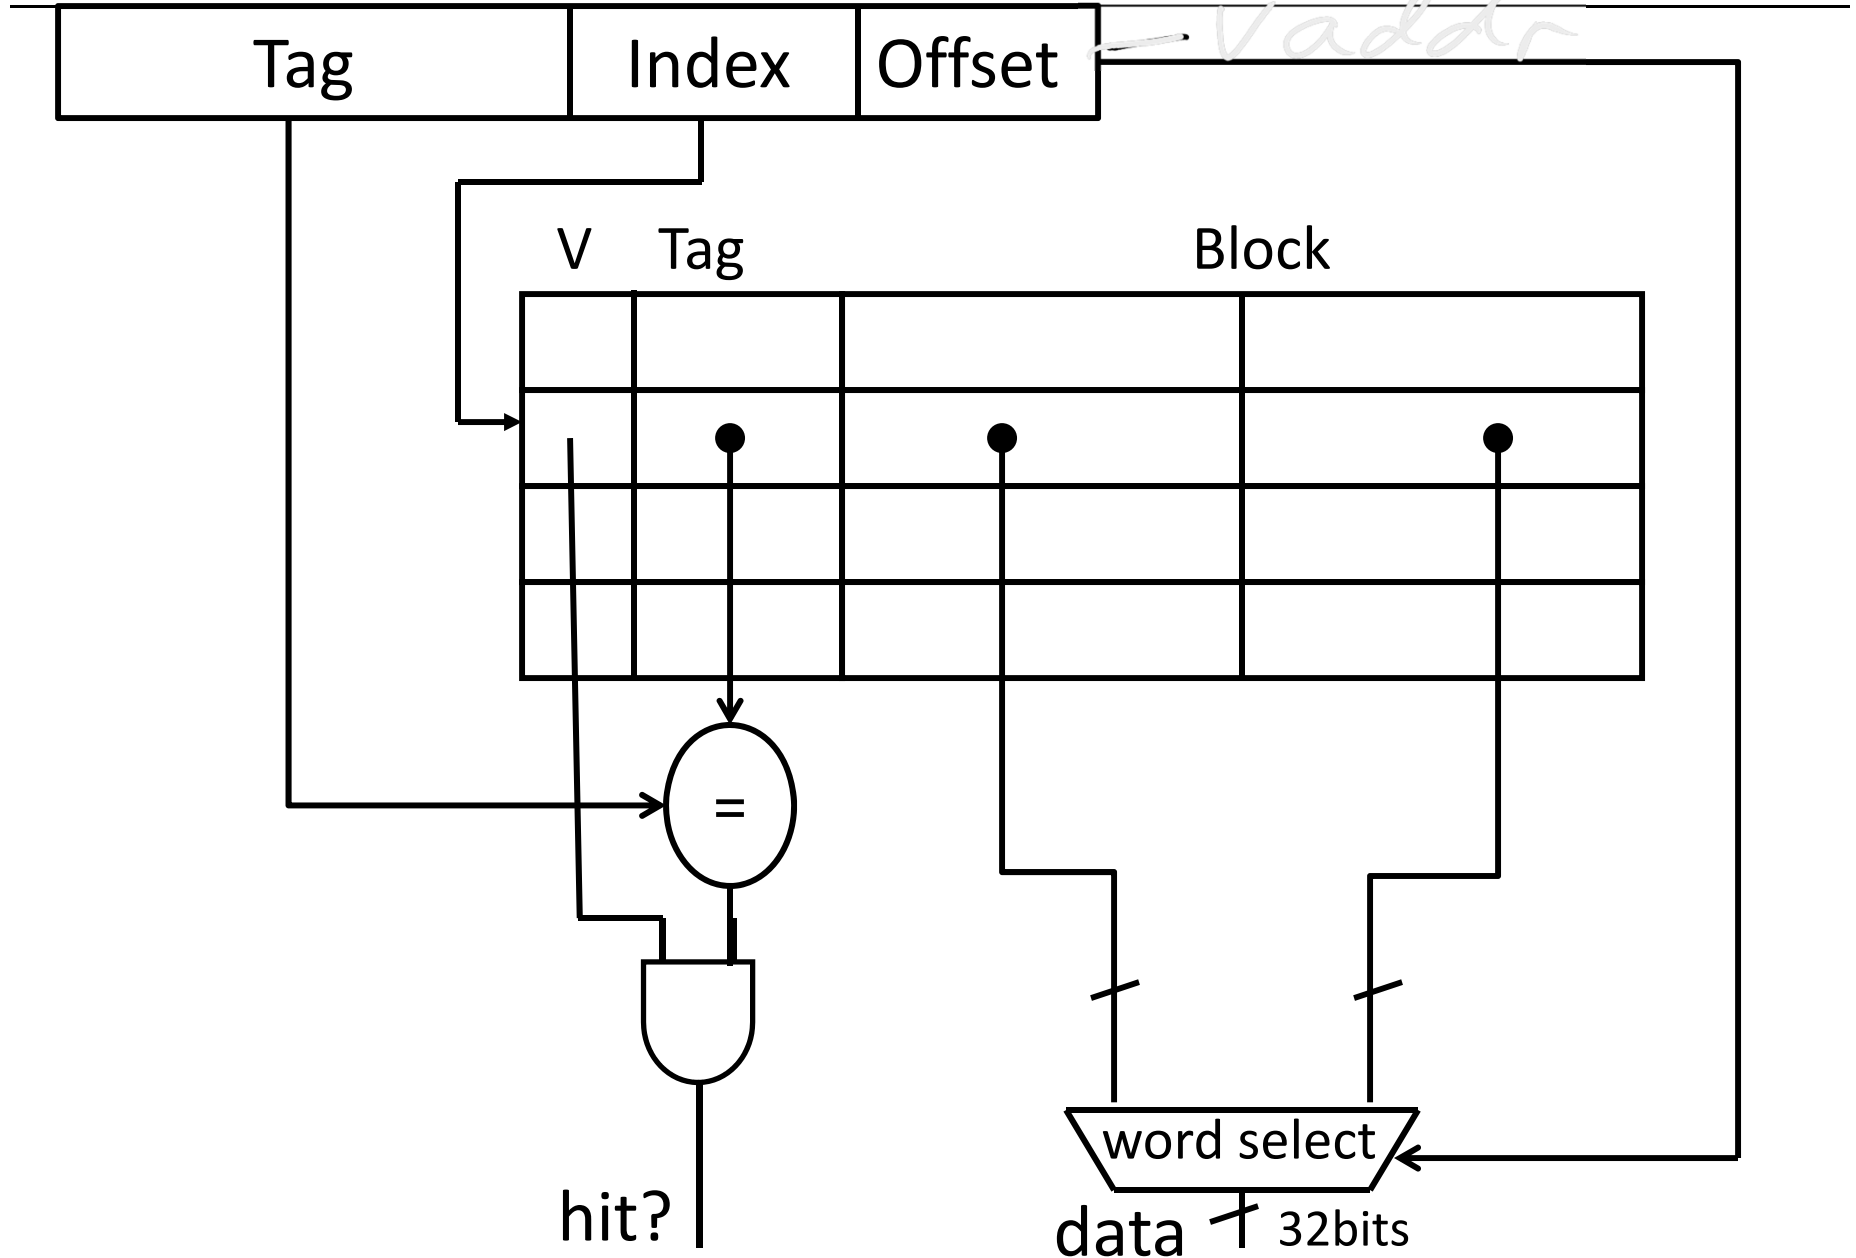 Tag Index Offset Vaddr
V Tag Block
=
word select
hit? data 32bits